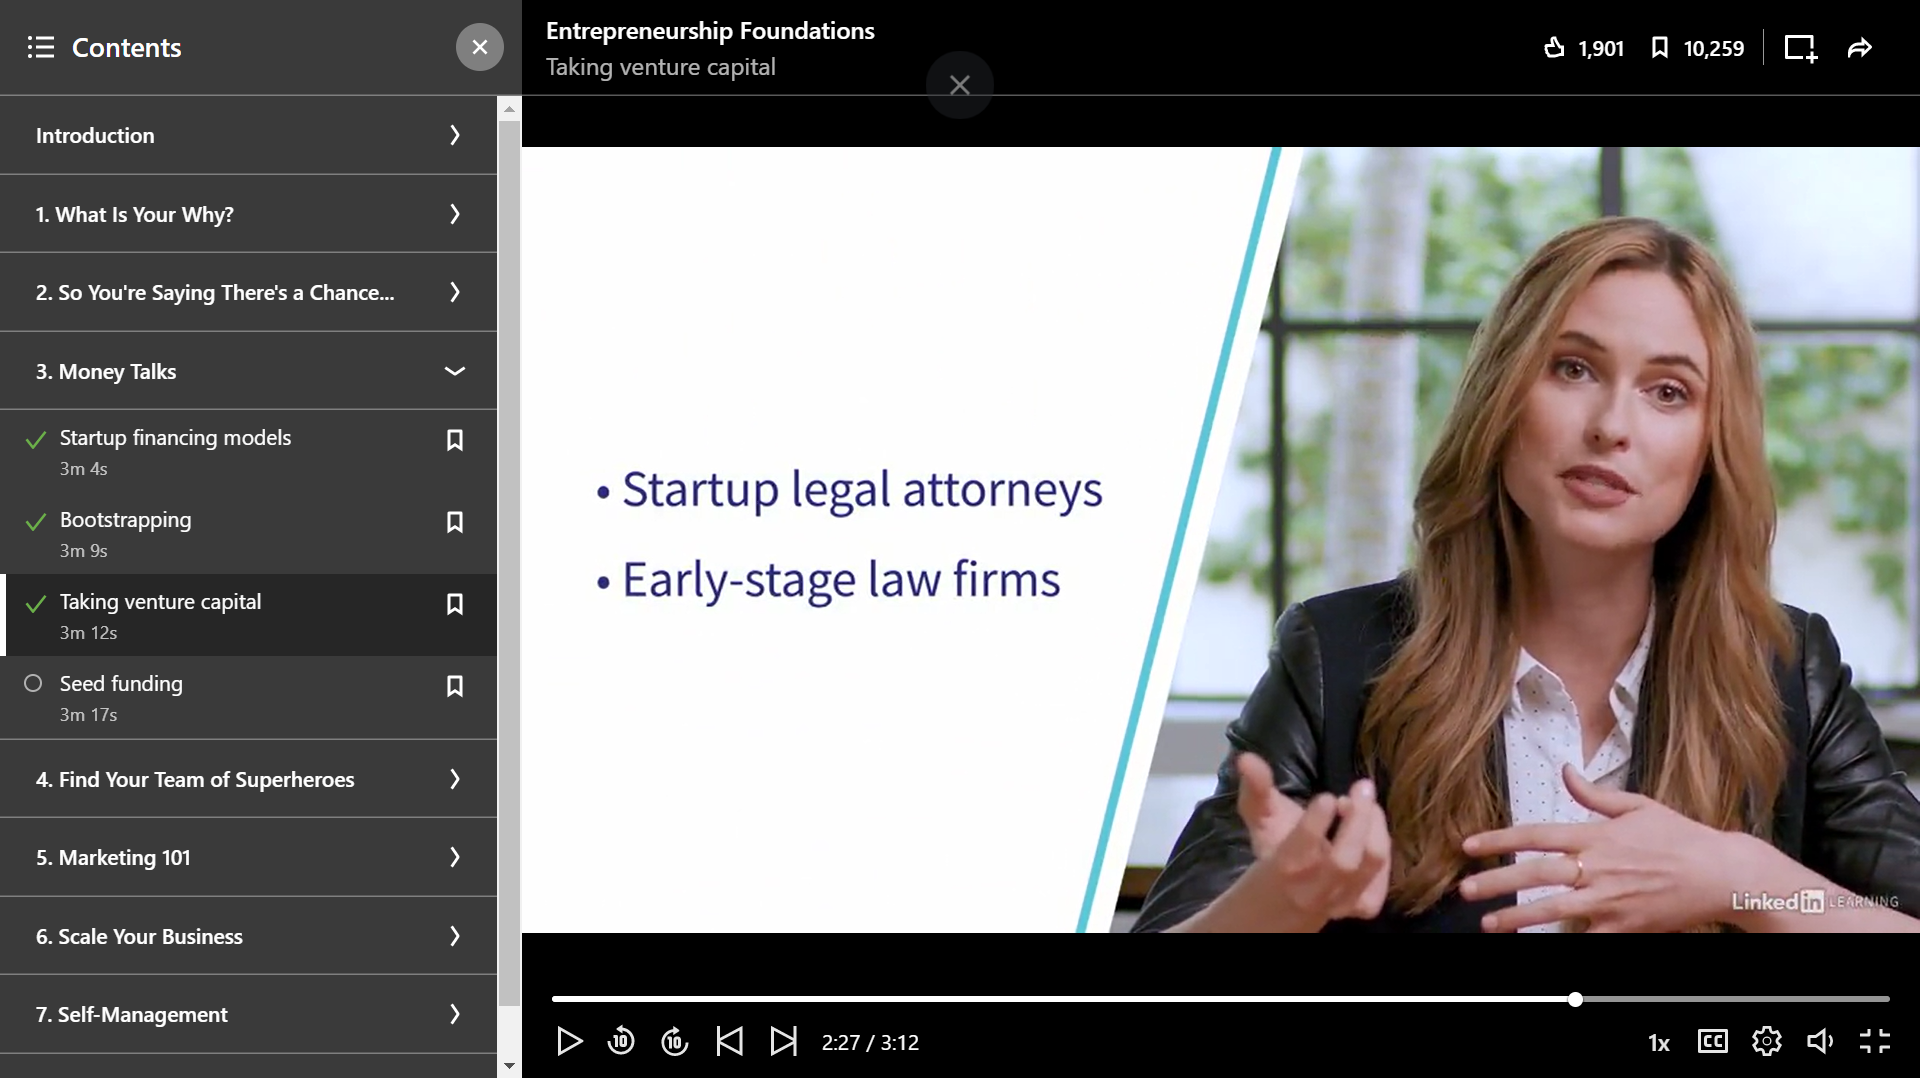 Contents
Introduction
1. What Is Your Why?
2. So You're Saying There's a Chance...
3. Money Talks
Startup financing models
3m 4s
Bootstrapping
3m 9s
Taking venture capital
3m 12s
Seed funding
3m 17s
4. Find Your Team of Superheroes
5. Marketing 101
6. Scale Your Business
7. Self-Management
Entrepreneurship Foundations
Taking venture capital
1,901
10,259
• Startup legal attorneys
• Early-stage law firms
LinkedIn LEARNING
10
10
2:27 / 3:12
1x
CC